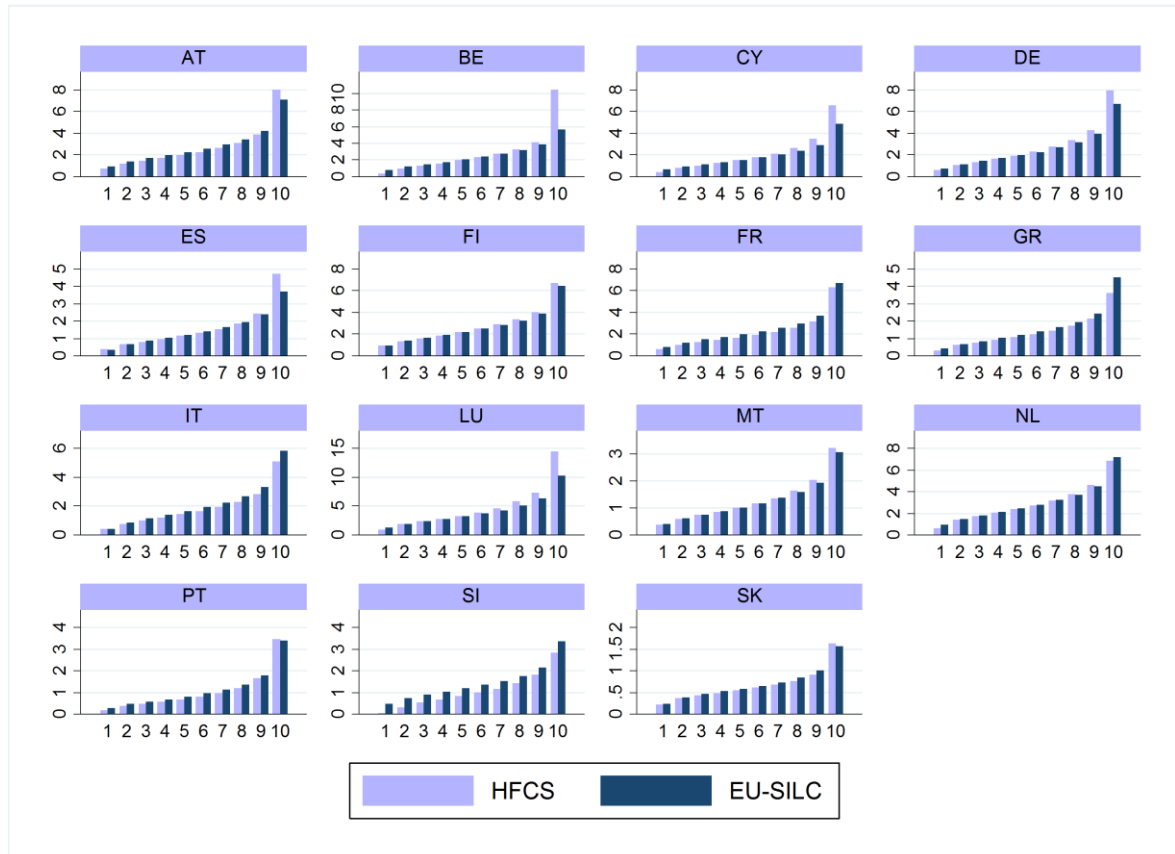 AT
0 2 4 6 8
1 2 3 4 5 6 7 8 9 10
BE
0 2 4 6 8 10
1 2 3 4 5 6 7 8 9 10
CY
0 2 4 6 8
1 2 3 4 5 6 7 8 9 10
DE
0 2 4 6 8
1 2 3 4 5 6 7 8 9 10
ES
0 1 2 3 4 5
1 2 3 4 5 6 7 8 9 10
FI
0 2 4 6 8
1 2 3 4 5 6 7 8 9 10
FR
0 2 4 6 8
1 2 3 4 5 6 7 8 9 10
GR
0 1 2 3 4 5
1 2 3 4 5 6 7 8 9 10
IT
0 2 4 6
1 2 3 4 5 6 7 8 9 10
LU
0 5 10 15
1 2 3 4 5 6 7 8 9 10
MT
0 1 2 3
1 2 3 4 5 6 7 8 9 10
NL
0 2 4 6 8
1 2 3 4 5 6 7 8 9 10
PT
0 1 2 3 4
1 2 3 4 5 6 7 8 9 10
SI
0 1 2 3 4
1 2 3 4 5 6 7 8 9 10
SK
0 .5 1 1.5 2
1 2 3 4 5 6 7 8 9 10
HFCS EU-SILC